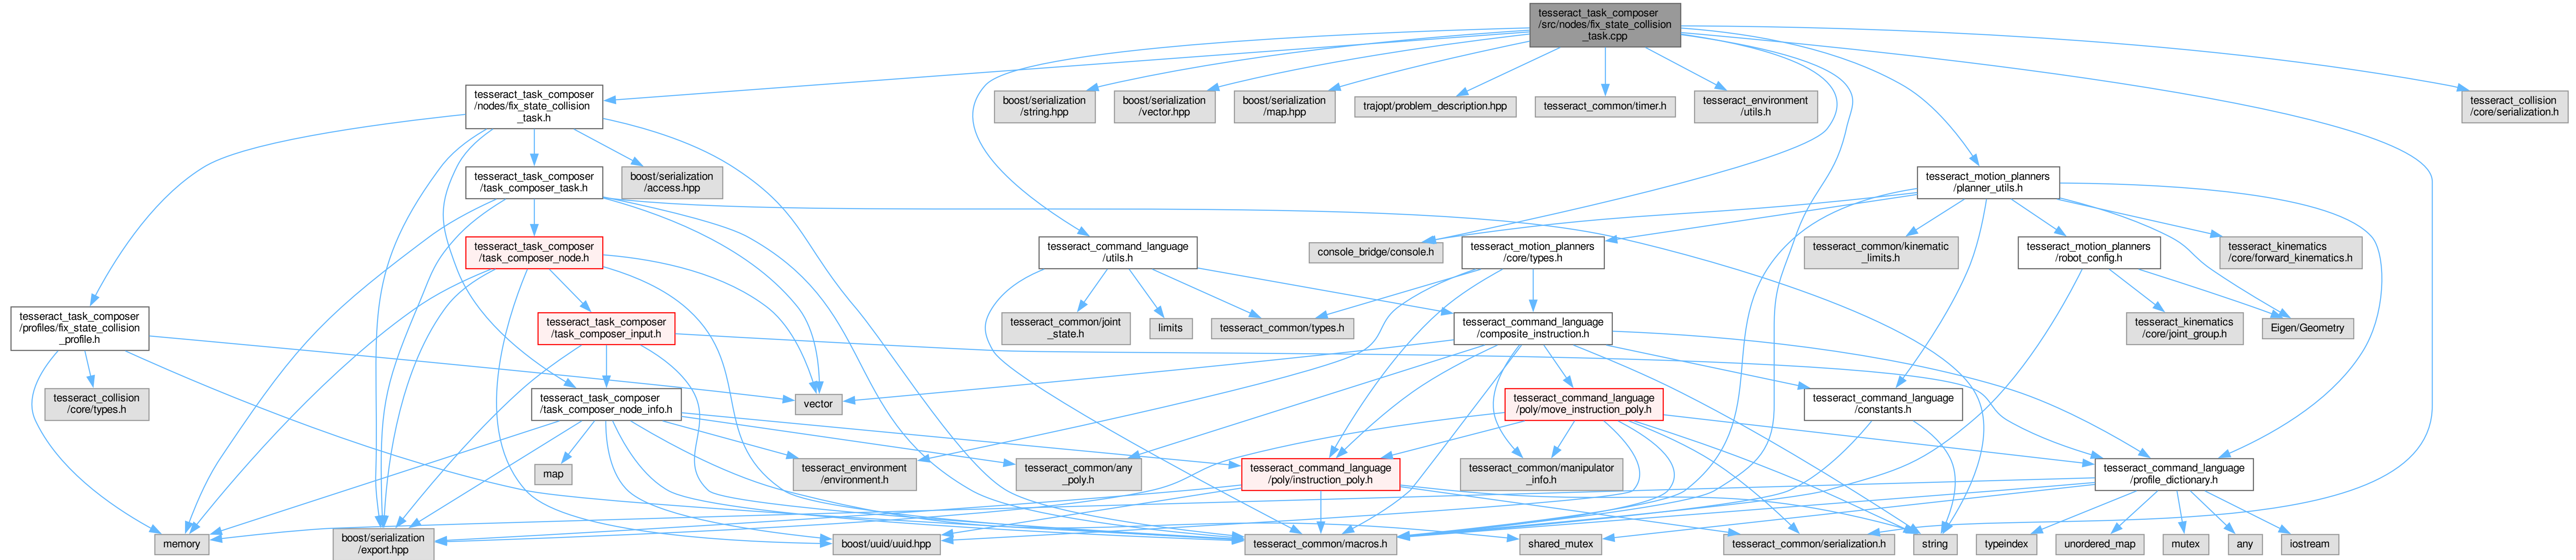 tesseract_task_composer
/src/nodes/fix_state_collision
_task.cpp
tesseract_task_composer
/nodes/fix_state_collision
_task.h
boost/serialization
/string.hpp
boost/serialization
/vector.hpp
boost/serialization
/map.hpp
trajopt/problem_description.hpp
tesseract_common/timer.h
tesseract_environment
/utils.h
tesseract_collision
/core/serialization.h
tesseract_task_composer
/task_composer_task.h
boost/serialization
/access.hpp
tesseract_motion_planners
/planner_utils.h
tesseract_task_composer
/task_composer_node.h
tesseract_command_language
/utils.h
console_bridge/console.h
tesseract_motion_planners
/core/types.h
tesseract_common/kinematic
_limits.h
tesseract_motion_planners
/robot_config.h
tesseract_kinematics
/core/forward_kinematics.h
tesseract_task_composer
/profiles/fix_state_collision
_profile.h
tesseract_task_composer
/task_composer_input.h
tesseract_common/joint
_state.h
limits
tesseract_common/types.h
tesseract_command_language
/composite_instruction.h
tesseract_kinematics
/core/joint_group.h
Eigen/Geometry
tesseract_collision
/core/types.h
tesseract_task_composer
/task_composer_node_info.h
vector
tesseract_command_language
/poly/move_instruction_poly.h
tesseract_command_language
/constants.h
map
tesseract_environment
/environment.h
tesseract_common/any
_poly.h
tesseract_command_language
/poly/instruction_poly.h
tesseract_common/manipulator
_info.h
tesseract_command_language
/profile_dictionary.h
memory
boost/serialization
/export.hpp
boost/uuid/uuid.hpp
tesseract_common/macros.h
shared_mutex
tesseract_common/serialization.h
string
typeindex
unordered_map
mutex
any
iostream